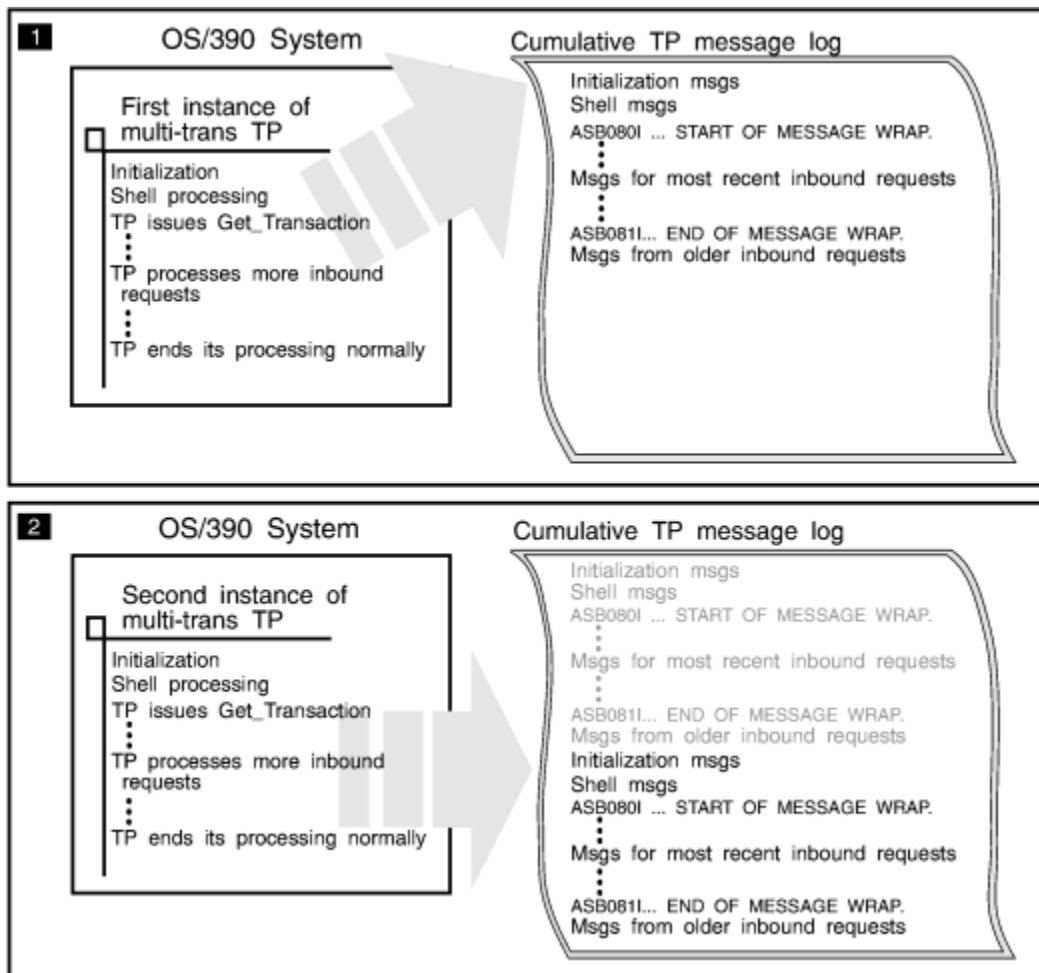 1
OS/390 System
First instance of
multi-trans TP
Initialization
Shell processing
TP issues Get_Transaction
TP processes more inbound
requests
TP ends its processing normally
Cumulative TP message log
Initialization msgs
Shell msgs
ASB080I ... START OF MESSAGE WRAP.
Msgs for most recent inbound requests
ASB081I... END OF MESSAGE WRAP.
Msgs from older inbound requests
2
OS/390 System
Second instance of
multi-trans TP
Initialization
Shell processing
TP issues Get_Transaction
TP processes more inbound
requests
TP ends its processing normally
Cumulative TP message log
Initialization msgs
Shell msgs
ASB080I ... START OF MESSAGE WRAP.
Msgs for most recent inbound requests
ASB081I... END OF MESSAGE WRAP.
Msgs from older inbound requests
Initialization msgs
Shell msgs
ASB080I ... START OF MESSAGE WRAP.
Msgs for most recent inbound requests
ASB081I... END OF MESSAGE WRAP.
Msgs from older inbound requests